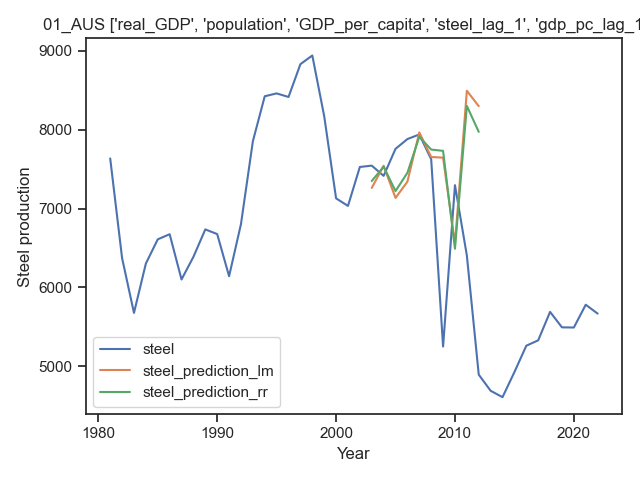 01_AUS ['real_GDP', 'population', 'GDP_per_capita', 'steel_lag_1', 'gdp_pc_lag_1
9000
8000
7000
6000
5000
Steel production
steel
steel_prediction_lm
steel_prediction_rr
1980 1990 2000 2010 2020
Year